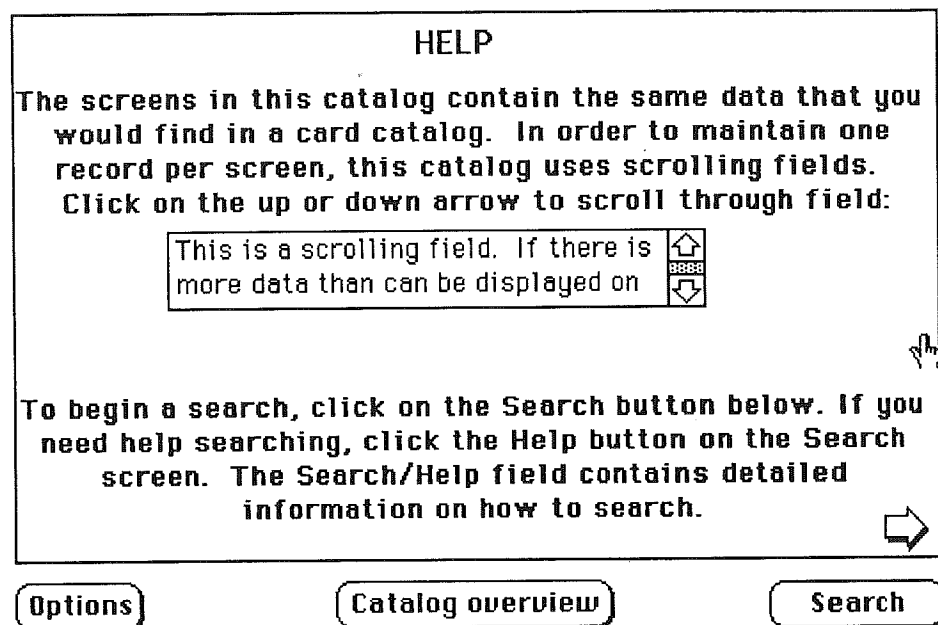 HELP
The screens in this catalog contain the same data that you
would find in a card catalog. In order to maintain one
record per screen, this catalog uses scrolling fields.
Click on the up or down arrow to scroll through field:
This is a scrolling field. If there is
more data than can be displayed on
To begin a search, click on the Search button below. If you
need help searching, click the Help button on the Search
screen. The Search/Help field contains detailed
information on how to search.
Options
Catalog overview
Search